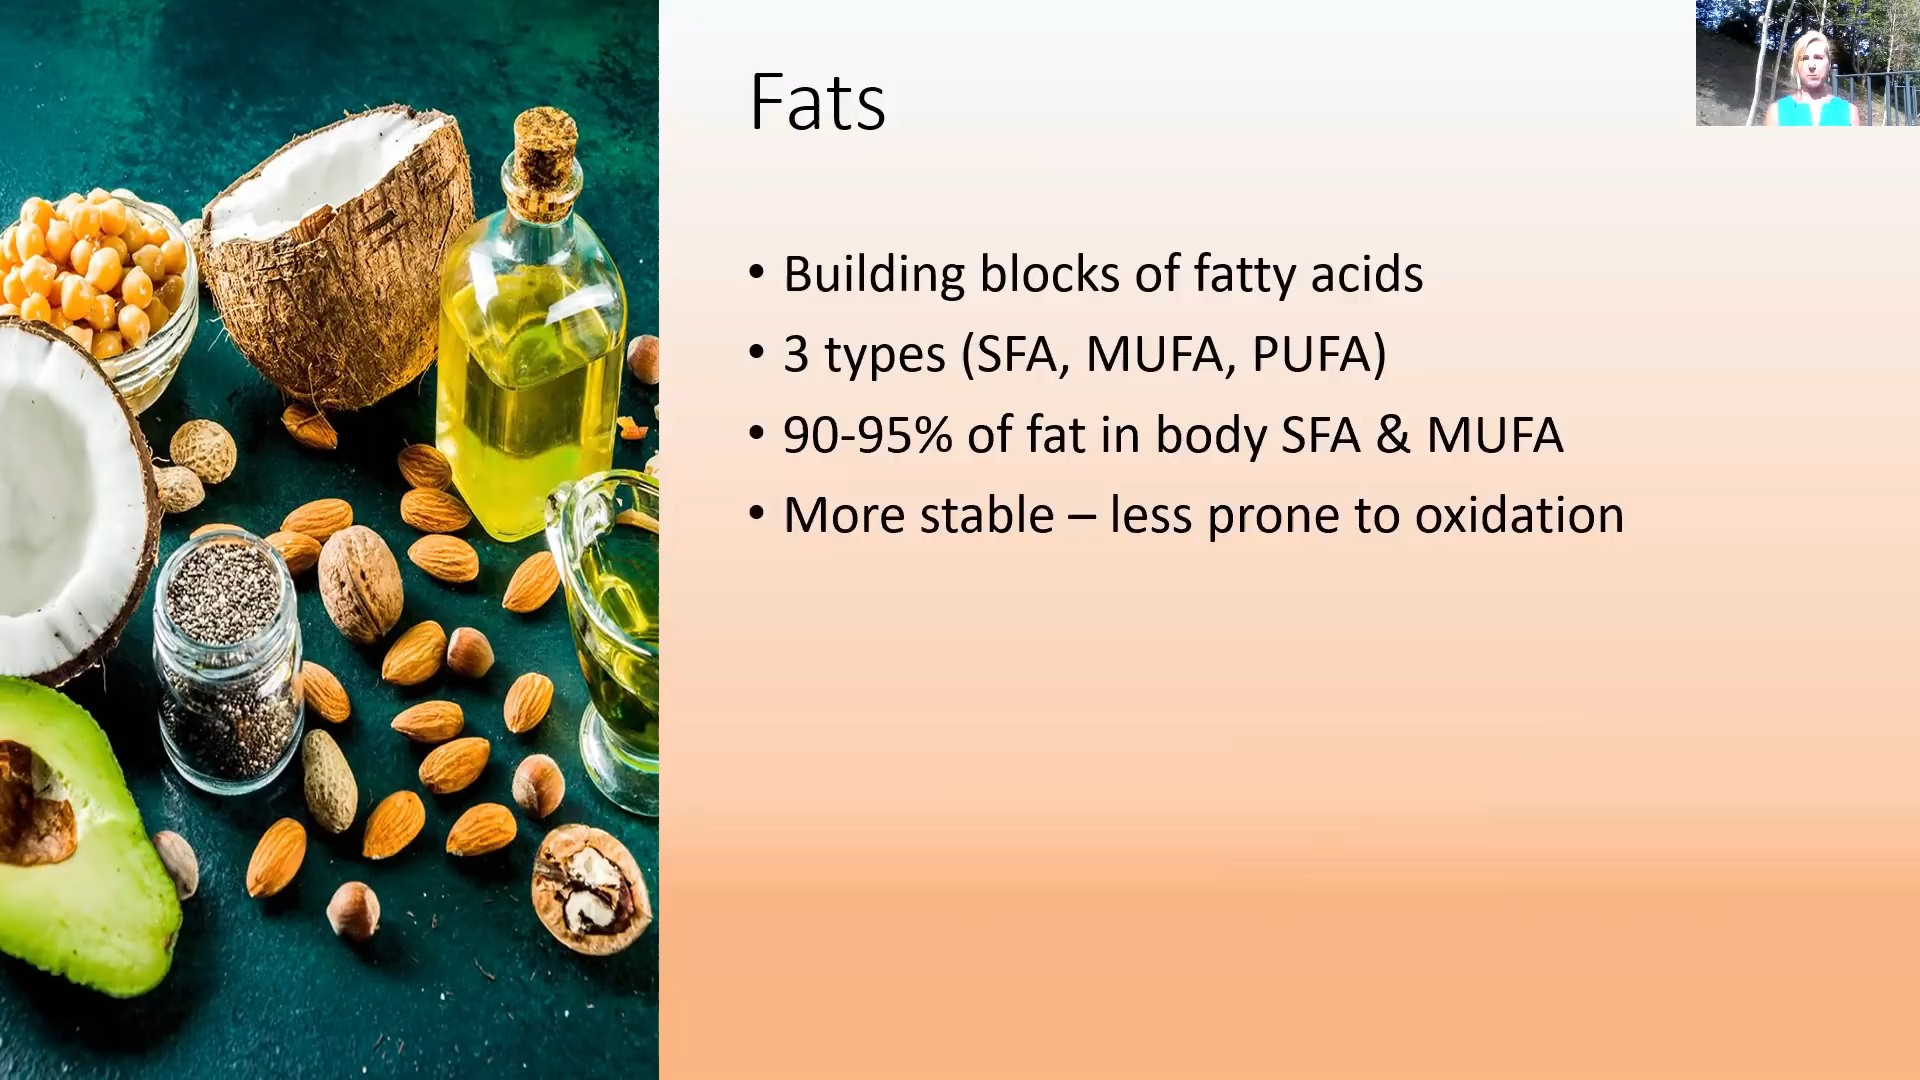 Fats
• Building blocks of fatty acids
• 3 types (SFA, MUFA, PUFA)
• 90-95% of fat in body SFA & MUFA
• More stable – less prone to oxidation